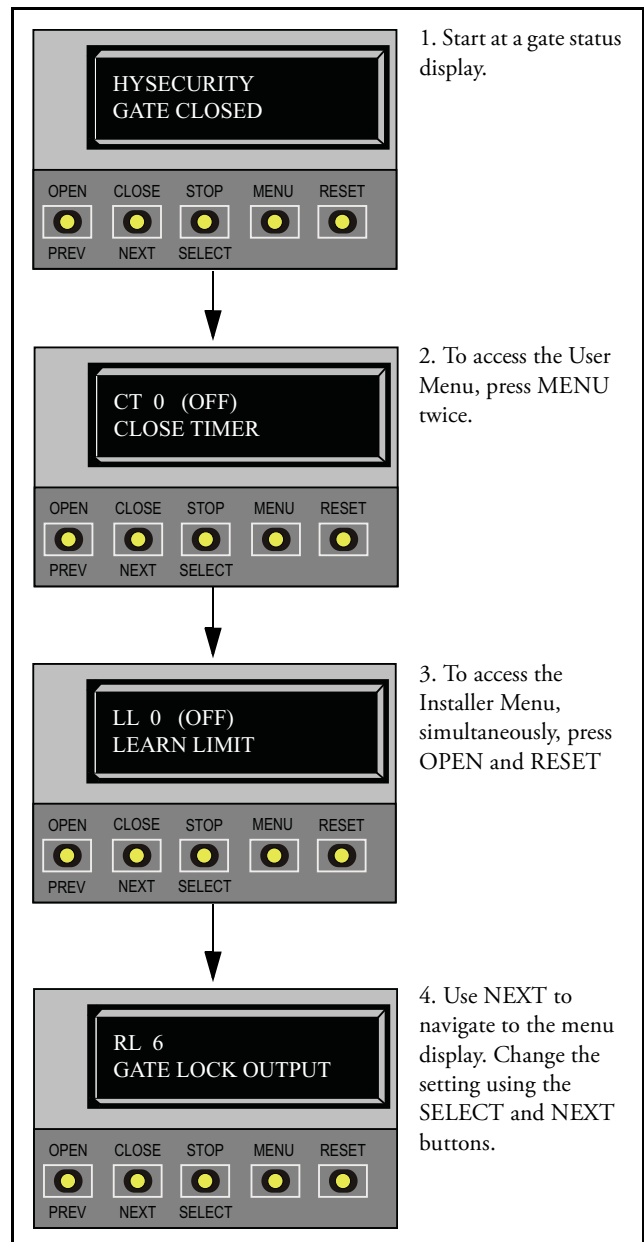 HYSECURITY
GATE CLOSED
OPEN CLOSE STOP MENU RESET
PREV NEXT SELECT
1. Start at a gate status
display.
CT 0 (OFF)
CLOSE TIMER
OPEN CLOSE STOP MENU RESET
PREV NEXT SELECT
2. To access the User
Menu, press MENU
twice.
LL 0 (OFF)
LEARN LIMIT
OPEN CLOSE STOP MENU RESET
PREV NEXT SELECT
3. To access the
Installer Menu,
simultaneously, press
OPEN and RESET
RL 6
GATE LOCK OUTPUT
OPEN CLOSE STOP MENU RESET
PREV NEXT SELECT
4. Use NEXT to
navigate to the menu
display. Change the
setting using the
SELECT and NEXT
buttons.